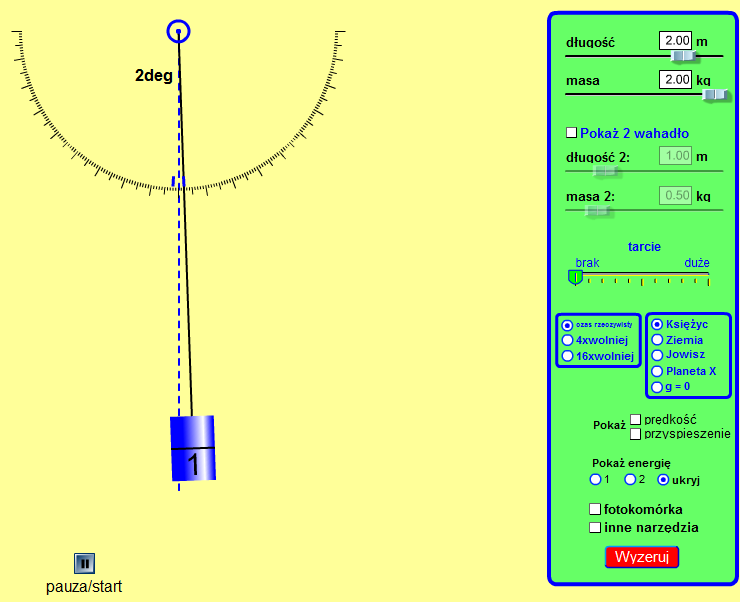 2deg
1
pauza/start
długość 2.00 m
masa 2.00 kg
Pokaż 2 wahadło
długość 2: 1.00 m
masa 2: 0.50 kg
tarcie
brak duże
czas rzeczywisty
4xwolniej
16xwolniej
Księżyc
Ziemia
Jowisz
Planeta X
g = 0
Pokaż
prędkość
przyspieszenie
Pokaż energię
1 2 ukryj
fotokomórka
inne narzędzia
Wyzeruj